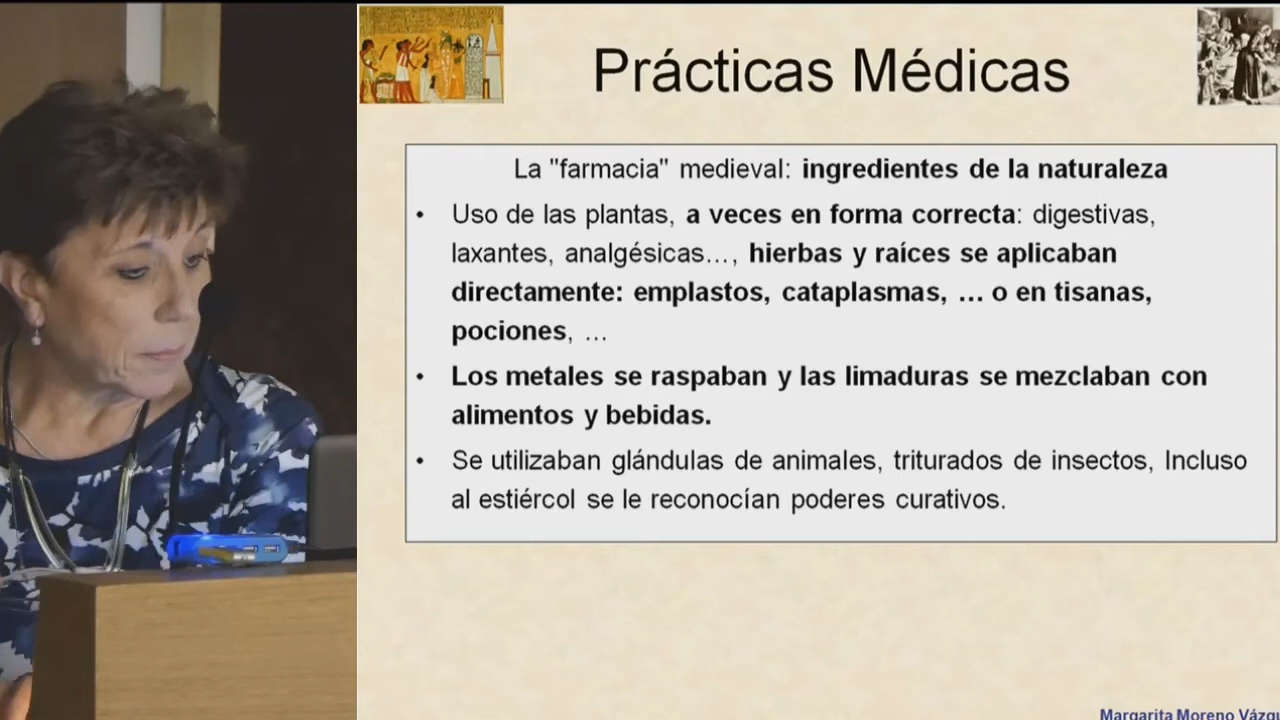 Prácticas Médicas
La "farmacia" medieval: ingredientes de la naturaleza
• Uso de las plantas, a veces en forma correcta: digestivas,
laxantes, analgésicas…, hierbas y raíces se aplicaban
directamente: emplastos, cataplasmas, … o en tisanas,
pociones, …
• Los metales se raspaban y las limaduras se mezclaban con
alimentos y bebidas.
• Se utilizaban glándulas de animales, triturados de insectos, Incluso
al estiércol se le reconocían poderes curativos.
Margarita Moreno